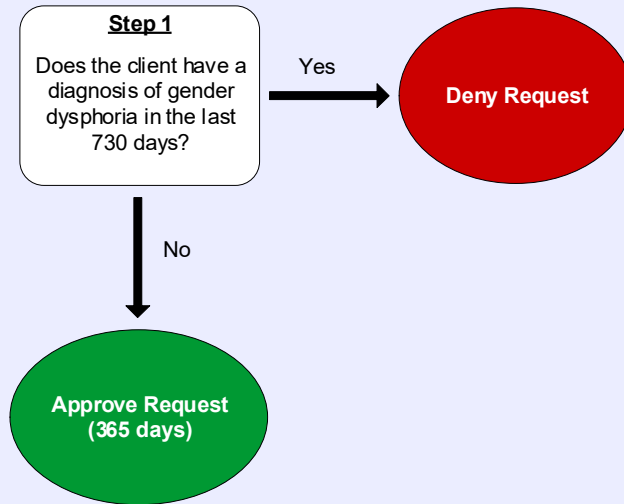 Step 1
Does the client have a
diagnosis of gender
dysphoria in the last
730 days?
Yes
Deny Request
No
Approve Request
(365 days)